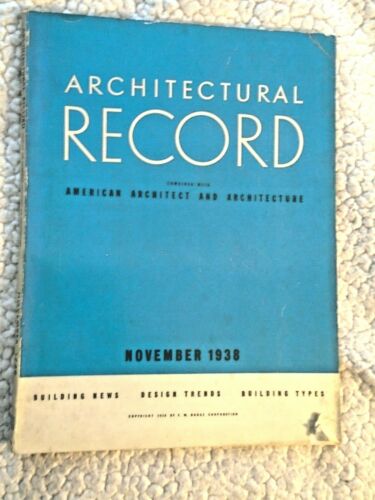 ARCHITECTURAL
RECORD
COMBINED WITH
AMERICAN ARCHITECT AND ARCHITECTURE
NOVEMBER 1938
BUILDING NEWS DESIGN TRENDS BUILDING TYPES
COPYRIGHT 1938 BY F. W. DODGE CORPORATION